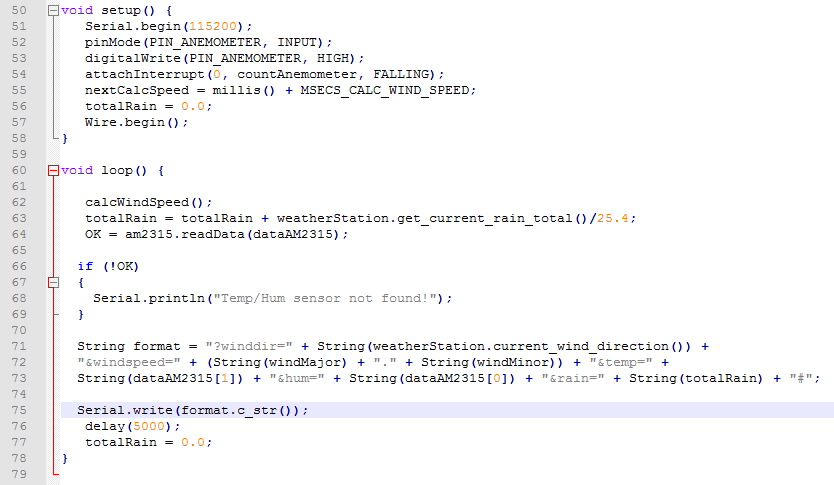 50 void setup() {
51    Serial.begin(115200);
52    pinMode(PIN_ANEMOMETER, INPUT);
53    digitalWrite(PIN_ANEMOMETER, HIGH);
54    attachInterrupt(0, countAnemometer, FALLING);
55    nextCalcSpeed = millis() + MSECS_CALC_WIND_SPEED;
56    totalRain = 0.0;
57    Wire.begin();
58 }
59
60 void loop() {
61
62    calcWindSpeed();
63    totalRain = totalRain + weatherStation.get_current_rain_total()/25.4;
64    OK = am2315.readData(dataAM2315);
65
66   if (!OK)
67   {
68     Serial.println("Temp/Hum sensor not found!");
69   }
70
71   String format = "?winddir=" + String(weatherStation.current_wind_direction()) +
72   "&windspeed=" + (String(windMajor) + "." + String(windMinor)) + "&temp=" +
73   String(dataAM2315[1]) + "&hum=" + String(dataAM2315[0]) + "&rain=" + String(totalRain) + "#";
74
75   Serial.write(format.c_str());
76    delay(5000);
77    totalRain = 0.0;
78 }
79